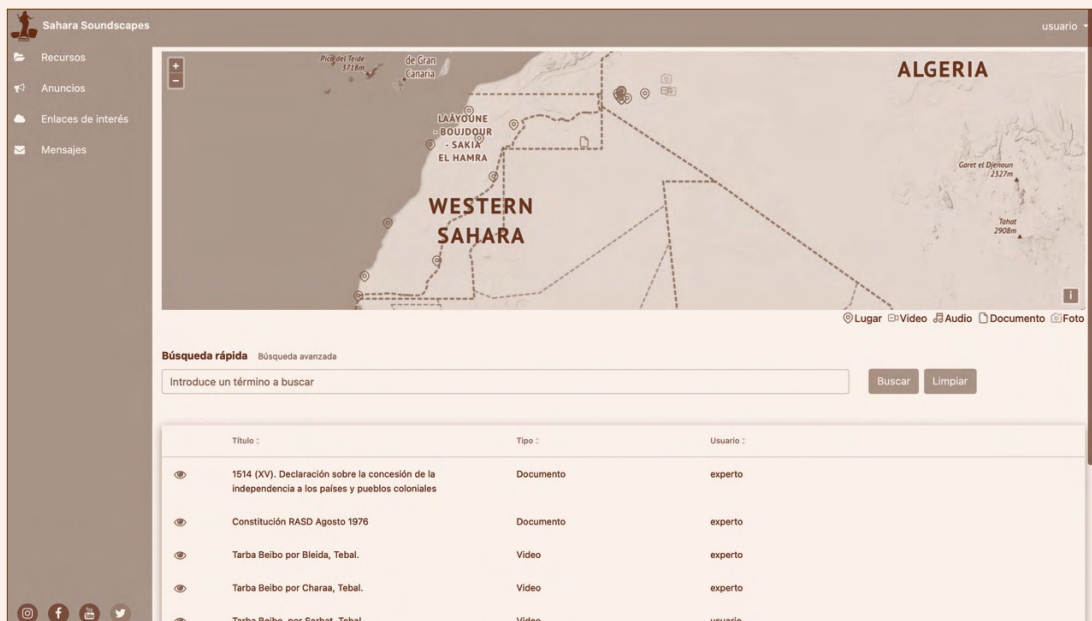 Sahara Soundscapes
usuario
Recursos
Anuncios
Enlaces de interés
Mensajes
+
-
Pico del Teide
3718m
de Gran
Canaria
ALGERIA
LAÂYOUNE
- BOUJDOUR
- SAKIA
EL HAMRA
WESTERN
SAHARA
Garet el Djenoun
2327m
Tahat
2908m
i
Lugar Video Audio Documento Foto
Búsqueda rápida Búsqueda avanzada
Introduce un término a buscar
Buscar Limpiar
Título Tipo Usuario
1514 (XV). Declaración sobre la concesión de la
independencia a los países y pueblos coloniales
Documento experto
Constitución RASD Agosto 1976 Documento experto
Tarba Beibo por Bleida, Tebal. Video experto
Tarba Beibo por Charaa, Tebal. Video experto
Tarba Beibo, por Serbat, Tebal Video usuario